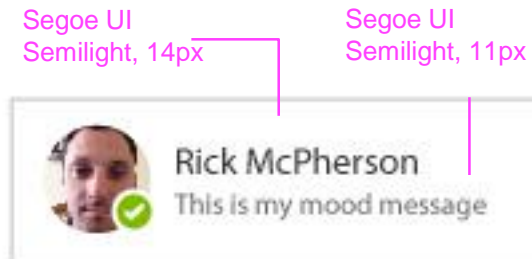 Segoe UI
Semilight, 14px
Segoe UI
Semilight, 11px
Rick McPherson
This is my mood message